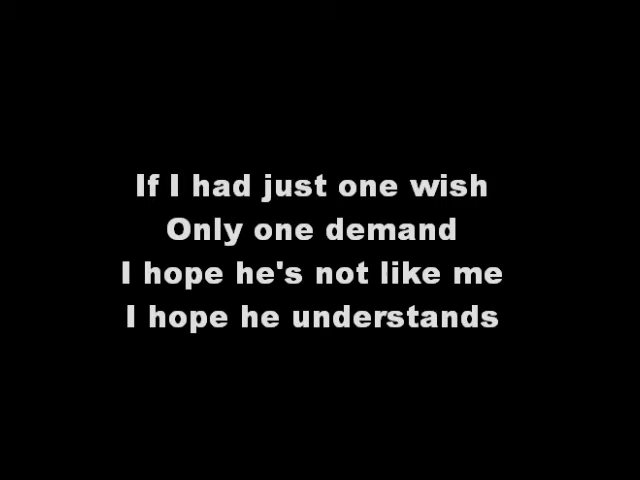 If I had just one wish
Only one demand
I hope he's not like me
I hope he understands